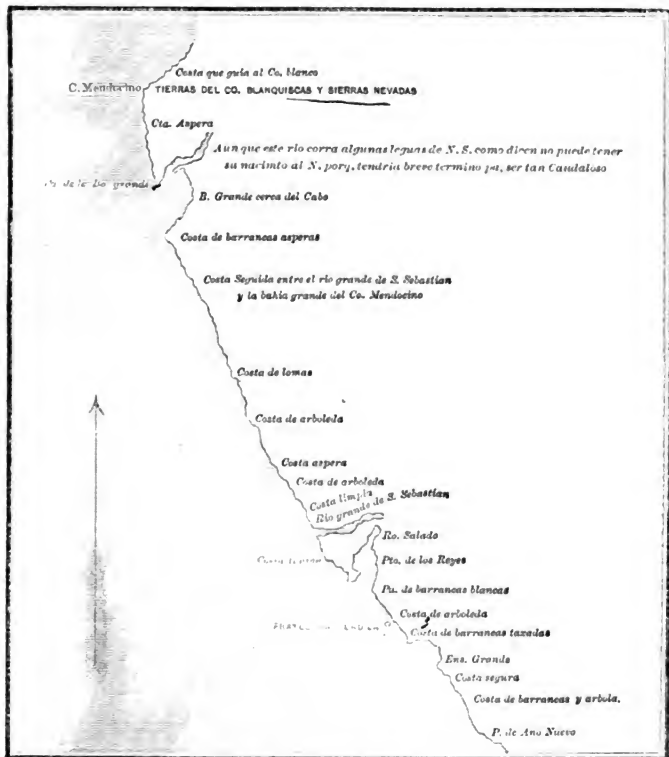 Costa que guia al Co. blanco
C. Mendocino
TIERRAS DEL CO. BLANQUISCAS Y SIERRAS NEVADAS
Cta. Aspera
Aun que este río corra algunas leguas de N. S. como dicen no puede tener
su nacimto al N. porq. tendria breve termino pa. ser tan Caudaloso
de la grande
B. Grande cerca del Cabo
Costa de barrancas asperas
Costa Seguida entre el rio grande de S. Sebastian
y la bahia grande del Co. Mendocino
Costa de lomas
Costa de arboleda
Costa aspera
Costa de arboleda
Costa limpia
Rio grande de S. Sebastian
Ro. Salado
Costa
Pto. de los Reyes
Pu. de barrancas blancas
Costa de arboleda
Costa de barrancas taxadas
Ens. Grande
Costa segura
Costa de barrancas y arbola.
P. de Ano Nuevo